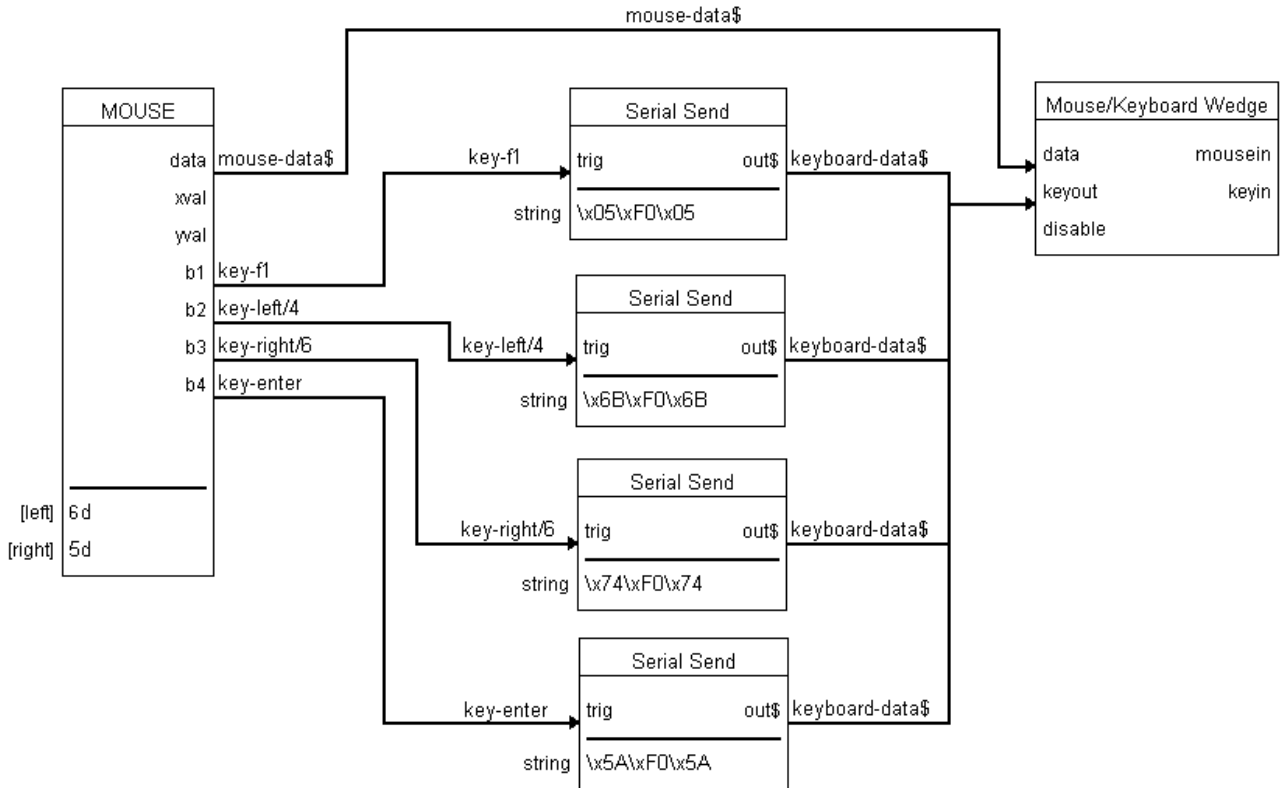 mouse-data$
MOUSE
data
mouse-data$
xval
yval
b1
key-f1
b2
key-left/4
b3
key-right/6
b4
key-enter
[left]
6d
[right]
5d
Serial Send
key-f1
trig
out$
keyboard-data$
string
\x05\xF0\x05
Serial Send
key-left/4
trig
out$
keyboard-data$
string
\x6B\xF0\x6B
Serial Send
key-right/6
trig
out$
keyboard-data$
string
\x74\xF0\x74
Serial Send
key-enter
trig
out$
keyboard-data$
string
\x5A\xF0\x5A
Mouse/Keyboard Wedge
data
mousein
keyout
keyin
disable